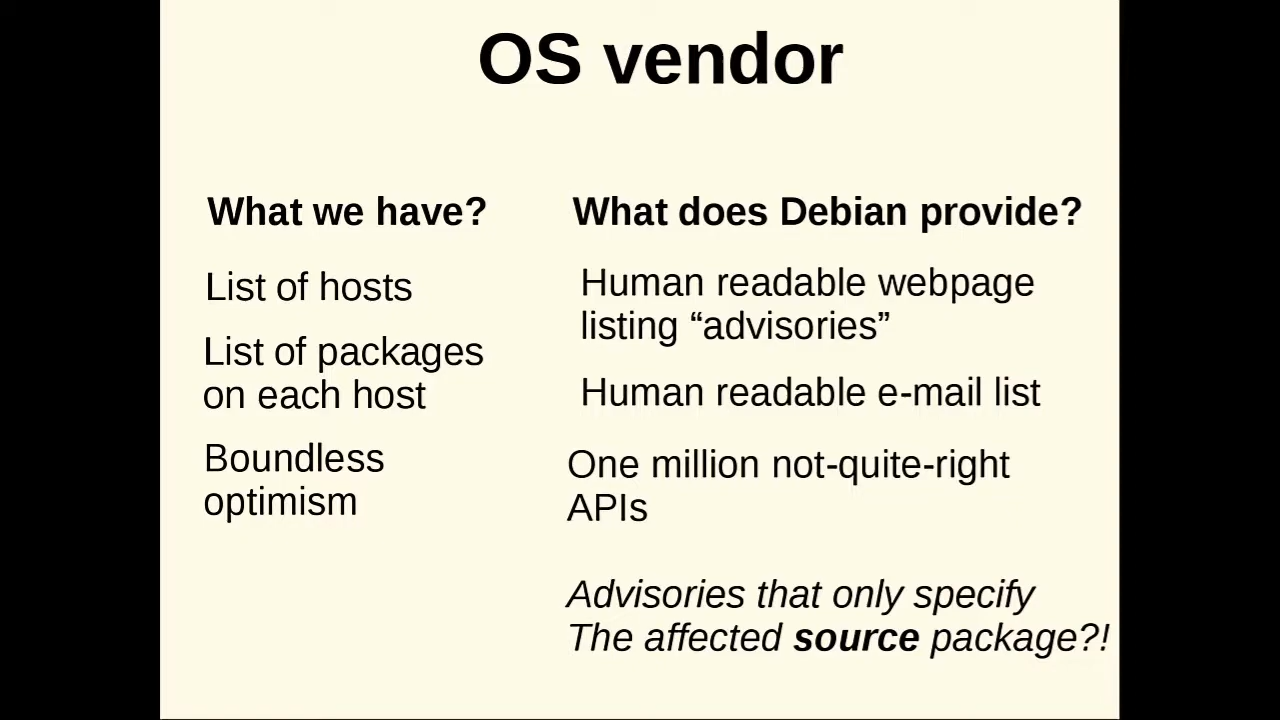 OS vendor
What we have?
List of hosts
List of packages
on each host
Boundless
optimism
What does Debian provide?
Human readable webpage
listing “advisories”
Human readable e-mail list
One million not-quite-right
APIs
Advisories that only specify
The affected source package?!